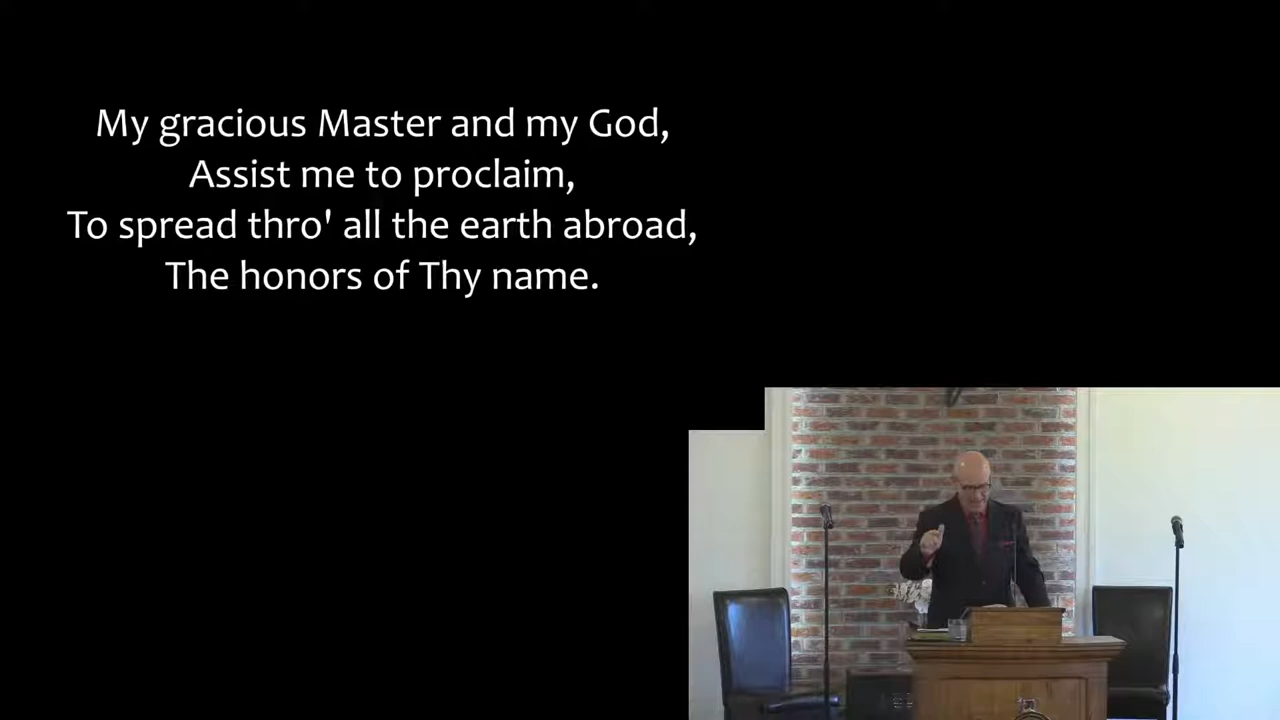 My gracious Master and my God,
Assist me to proclaim,
To spread thro' all the earth abroad,
The honors of Thy name.